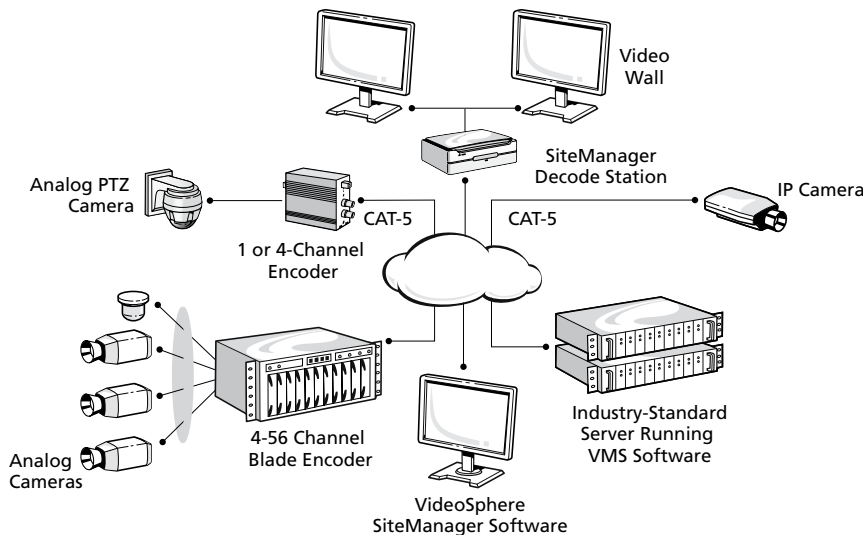 Video
Wall
SiteManager
Decode Station
Analog PTZ
Camera
IP Camera
CAT-5
CAT-5
1 or 4-Channel
Encoder
4-56 Channel
Blade Encoder
Industry-Standard
Server Running
VMS Software
Analog
Cameras
VideoSphere
SiteManager Software